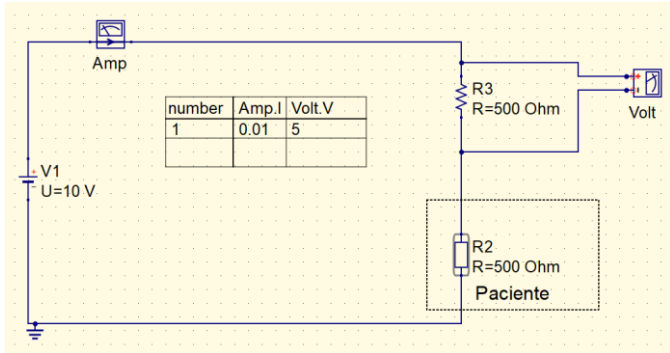 Amp
number Amp.I Volt.V
1 0.01 5
R3
R=500 Ohm
Volt
V1
U=10 V
R2
R=500 Ohm
Paciente